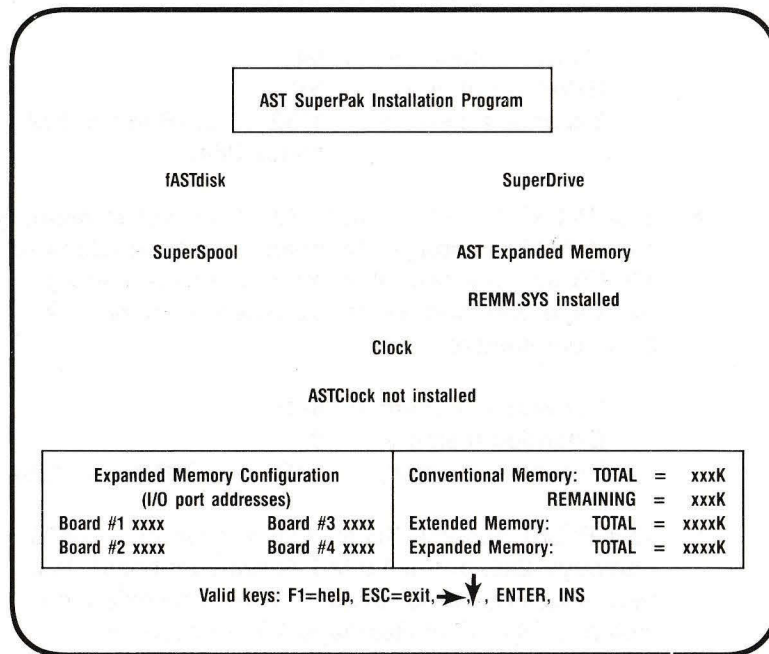 AST SuperPak Installation Program
fASTdisk SuperDrive
SuperSpool AST Expanded Memory
REMM.SYS installed
Clock
ASTClock not installed
Expanded Memory Configuration
(I/O port addresses)
Board #1 xxxx Board #3 xxxx
Board #2 xxxx Board #4 xxxx
Conventional Memory: TOTAL = xxxK
REMAINING = xxxK
Extended Memory: TOTAL = xxxxK
Expanded Memory: TOTAL = xxxxK
Valid keys: F1=help, ESC=exit,→,↓, ENTER, INS